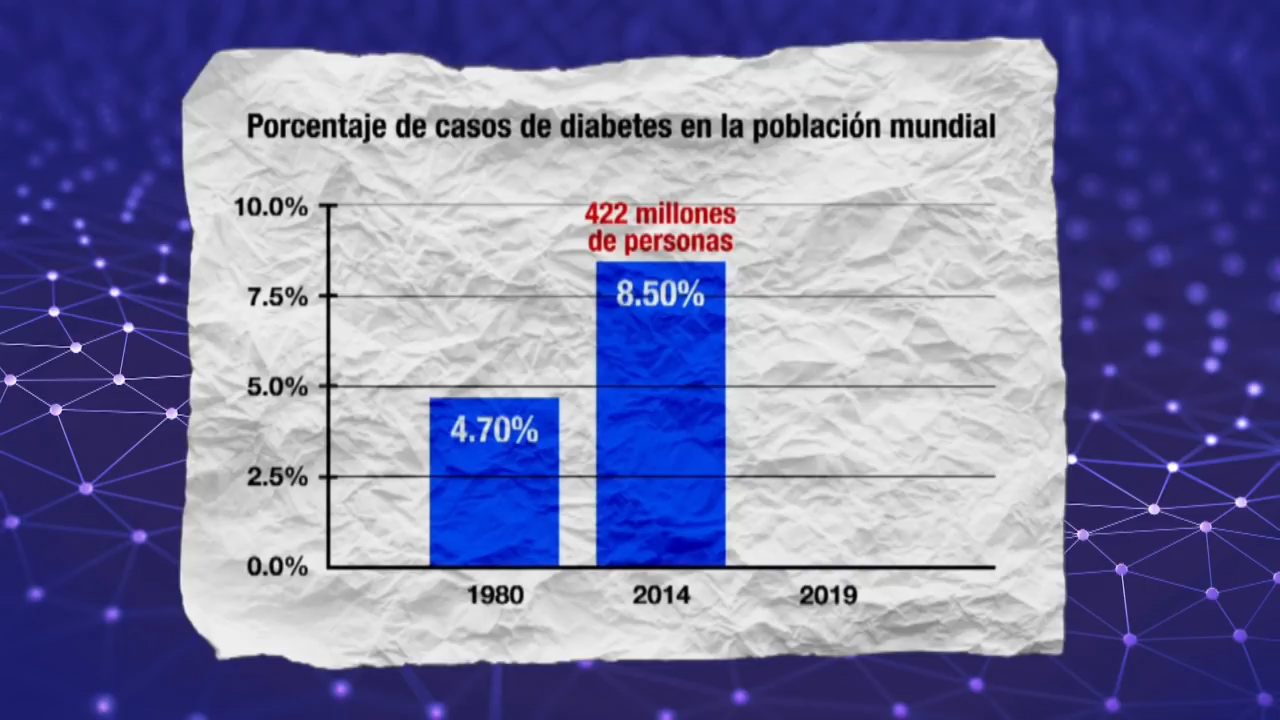 Porcentaje de casos de diabetes en la población mundial
10.0%
422 millones
de personas
8.50%
7.5%
5.0%
4.70%
2.5%
0.0%
1980 2014 2019